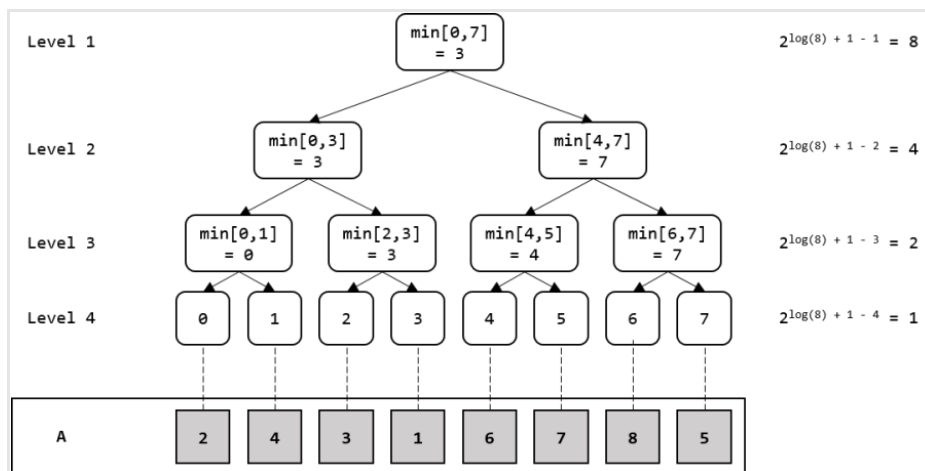 Level 1 min[0,7] 2^log(8) + 1 - 1 = 8
= 3
Level 2 min[0,3] min[4,7] 2^log(8) + 1 - 2 = 4
= 3 = 7
Level 3 min[0,1] min[2,3] min[4,5] min[6,7] 2^log(8) + 1 - 3 = 2
= 0 = 3 = 4 = 7
Level 4 0 1 2 3 4 5 6 7 2^log(8) + 1 - 4 = 1
A 2 4 3 1 6 7 8 5